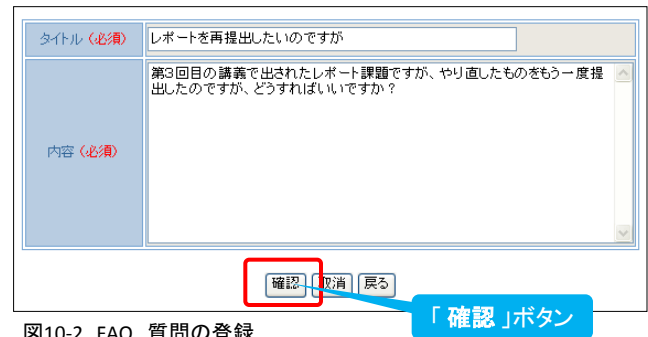 タイトル（必須） レポートを再提出したいのですが
第3回目の講義で出されたレポート課題ですが、やり直したものをもう一度提
出したのですが、どうすればいいですか？
内容（必須）
確認 取消 戻る
「 確認 」ボタン
図10-2 FAQ 質問の登録